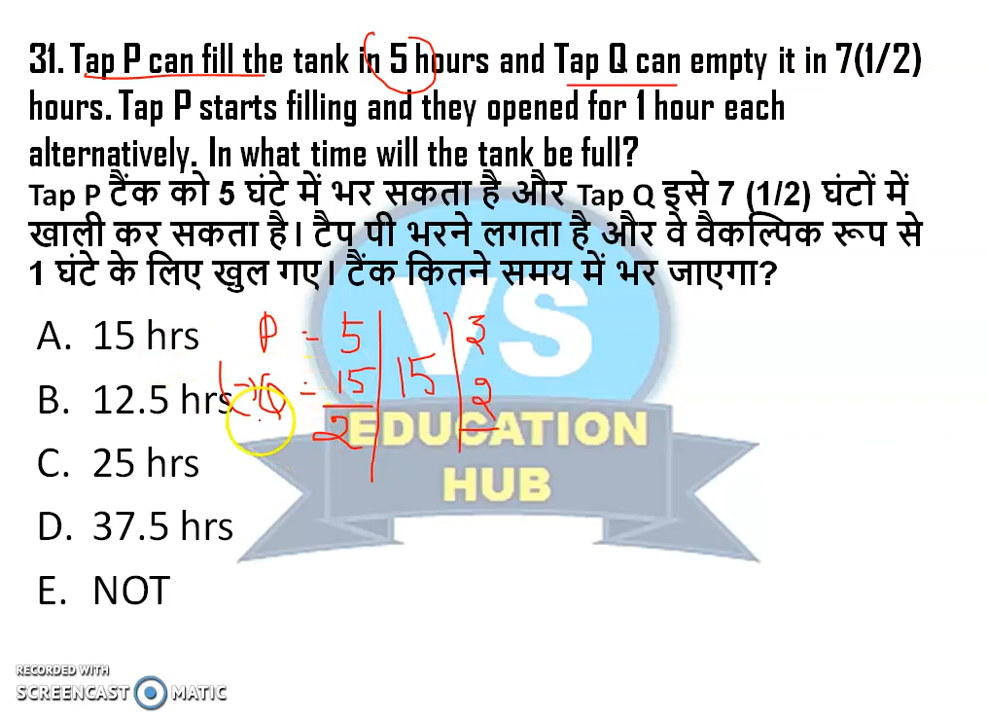 31. Tap P can fill the tank in 5 hours and Tap Q can empty it in 7(1/2)
hours. Tap P starts filling and they opened for 1 hour each
alternatively. In what time will the tank be full?
Tap P टैंक को 5 घंटे में भर सकता है और Tap Q इसे 7 (1/2) घंटों में
खाली कर सकता है। टैप पी भरने लगता है और वे वैकल्पिक रूप से
1 घंटे के लिए खुल गए। टैंक कितने समय में भर जाएगा?
VS
EDUCATION
HUB
A. 15 hrs
B. 12.5 hrs
C. 25 hrs
D. 37.5 hrs
E. NOT
P = 5 | 15 | 3
(-) Q = 15/2 | 2
RECORDED WITH
SCREENCAST MATIC